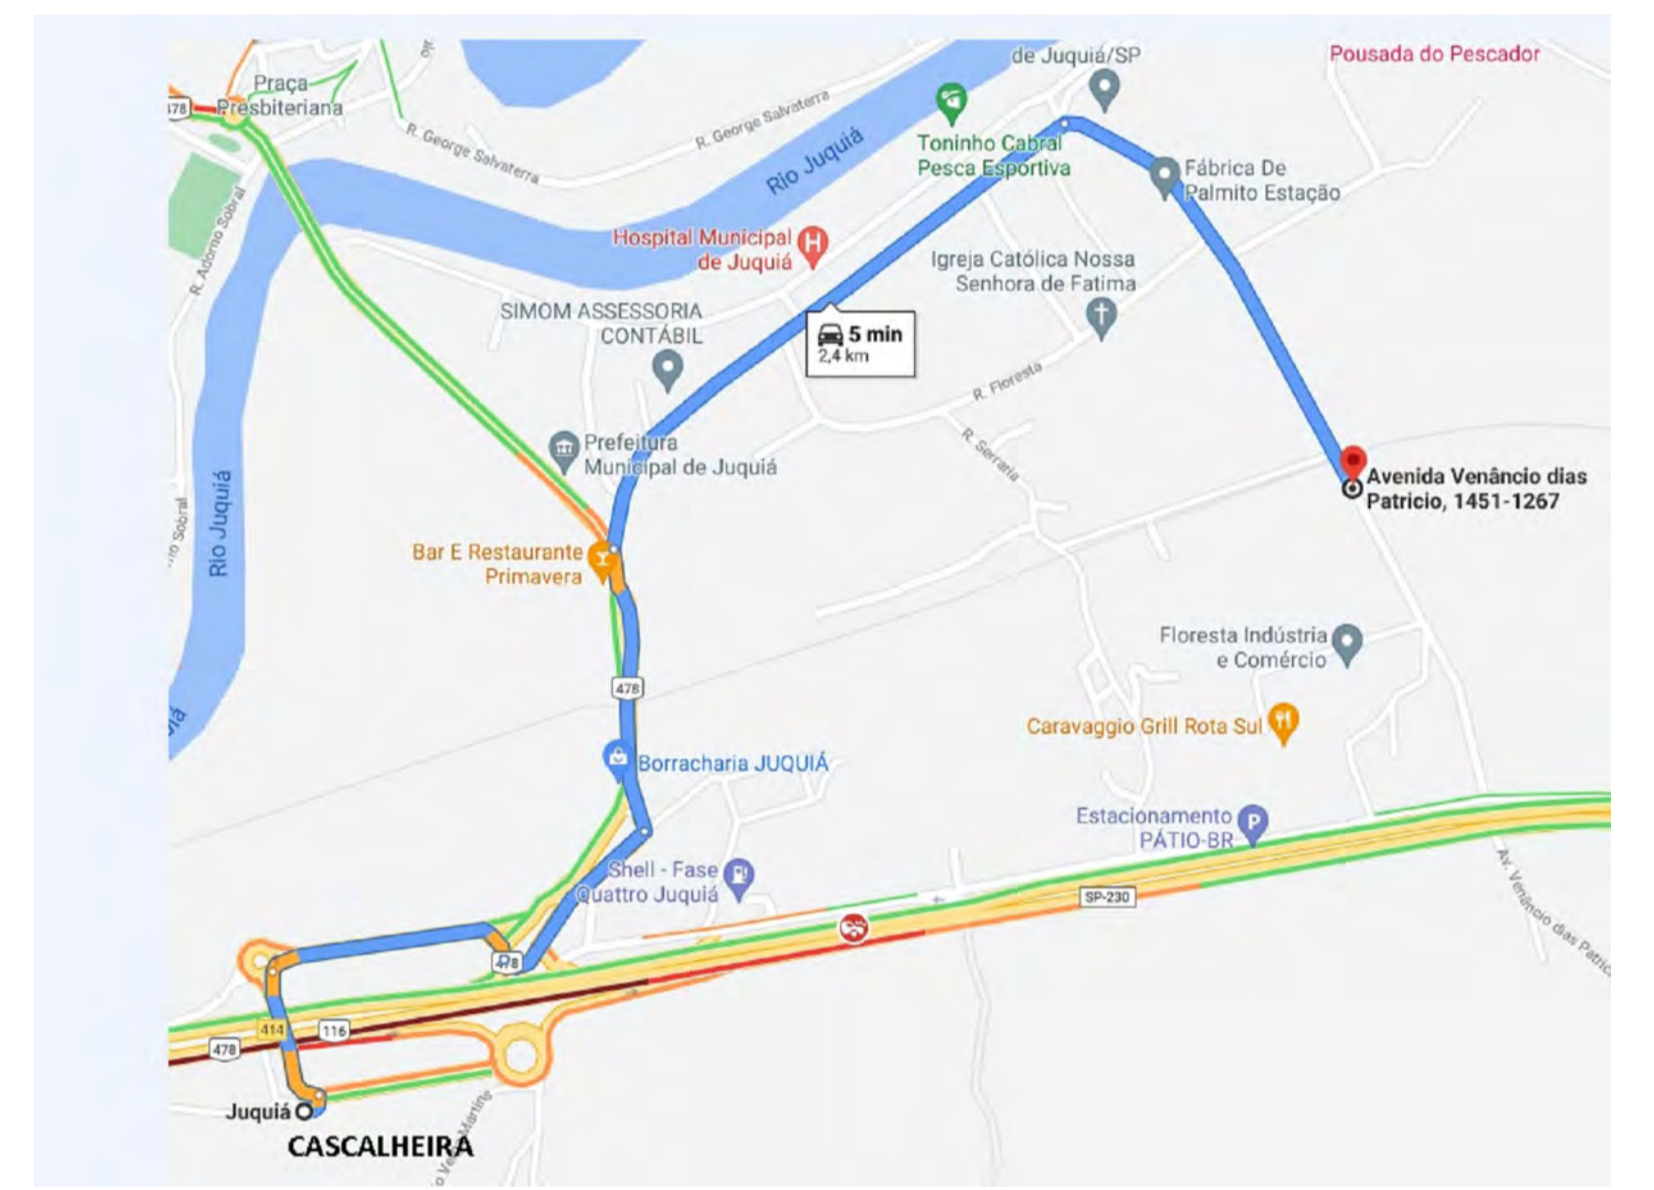 de Juquiá/SP
Pousada do Pescador
Praça
Presbiteriana
478
R. George Salvaterra
R. George Salvaterra
Rio Juquiá
Toninho Cabral
Pesca Esportiva
Fábrica De
Palmito Estação
R. Adorno Sobral
Hospital Municipal
de Juquiá
Igreja Católica Nossa
Senhora de Fatima
SIMOM ASSESSORIA
CONTÁBIL
5 min
2,4 km
R. Floresta
R. Serraria
Prefeitura
Municipal de Juquiá
Avenida Venâncio dias
Patricio, 1451-1267
Rio Juquiá
Sobral
Bar E Restaurante
Primavera
Floresta Indústria
e Comércio
478
Caravaggio Grill Rota Sul
Borracharia JUQUIÁ
Estacionamento
PÁTIO-BR
P
Shell - Fase
Quattro Juquiá
SP-230
Av. Venâncio dias Patric
478
414
116
478
Juquiá
CASCALHEIRA